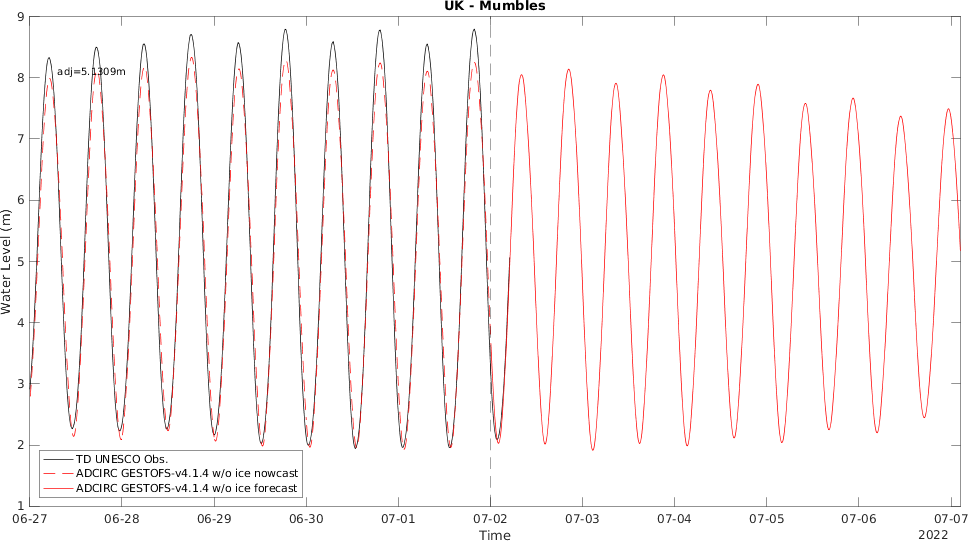 UK - Mumbles
9
8
7
6
5
4
3
2
1
Water Level (m)
adj=5.1309m
TD UNESCO Obs.
ADCIRC GESTOFS-v4.1.4 w/o ice nowcast
ADCIRC GESTOFS-v4.1.4 w/o ice forecast
06-27 06-28 06-29 06-30 07-01 07-02 07-03 07-04 07-05 07-06 07-07
Time
2022